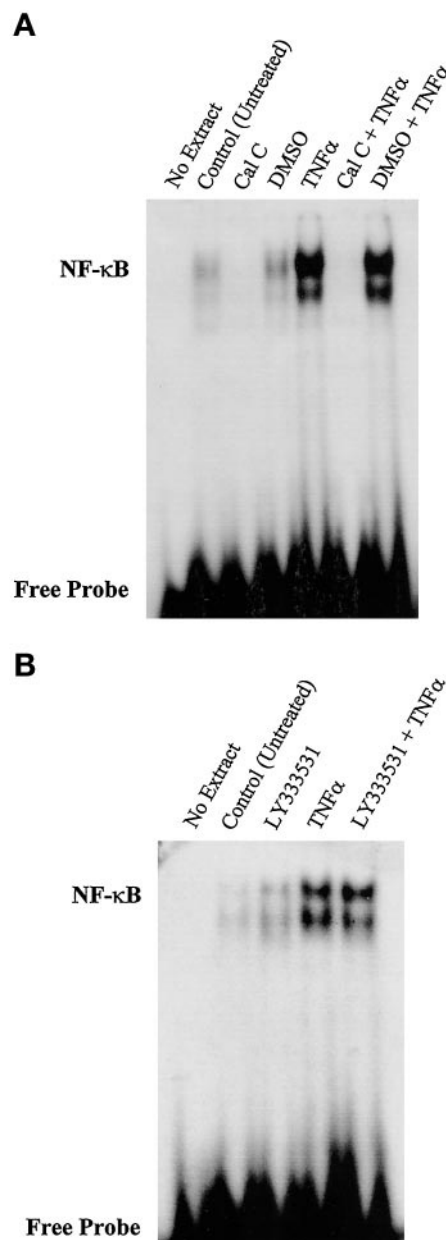 A
No Extract
Control (Untreated)
Cal C
DMSO
TNFα
Cal C + TNFα
DMSO + TNFα
NF-κB
Free Probe
B
No Extract
Control (Untreated)
LY333531
TNFα
LY333531 + TNFα
NF-κB
Free Probe